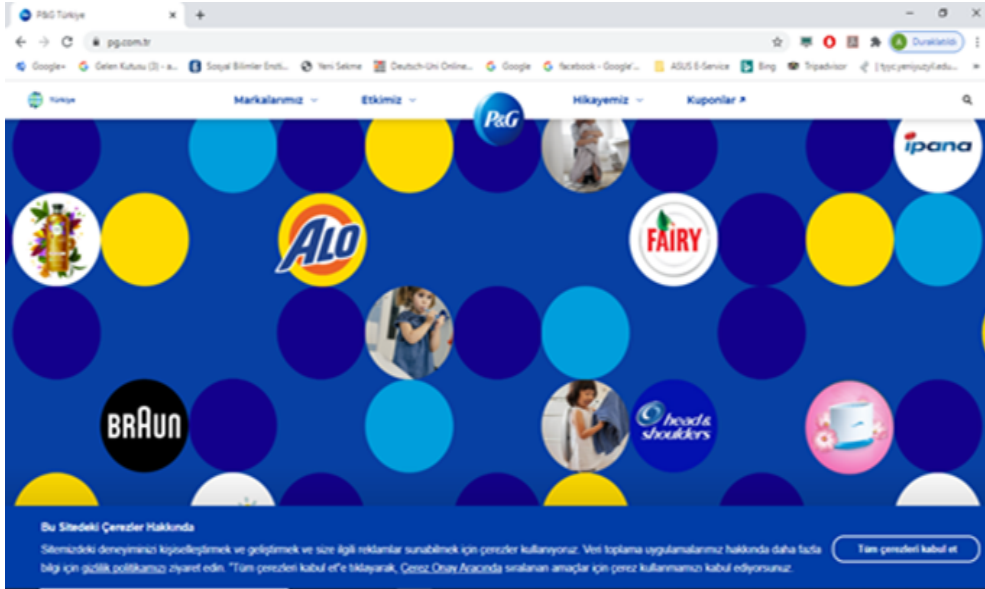 P&G Türkiye
pg.com.tr
Duraklatıldı
Google+ Gelen Kutusu (3) - a... Sosyal Bilimler Ensti... Yeni Sekme Deutsch-Uni Online... Google facebook - Google'... ASUS E-Service Bing Tripadvisor
Türkiye Markalarımız Etkimiz P&G Hikayemiz Kuponlar
ipana
ALO
FAIRY
BRAUN
head &
shoulders
Bu Sitedeki Çerezler Hakkında
Sitemizdeki deneyiminizi kişiselleştirmek ve geliştirmek ve size ilgili reklamlar sunabilmek için çerezler kullanıyoruz. Veri toplama uygulamalarımız hakkında daha fazla
bilgi için gizlilik politikamızı ziyaret edin. "Tüm çerezleri kabul et"e tıklayarak, Çerez Onay Aracında sıralanan amaçlar için çerez kullanmamızı kabul ediyorsunuz.
Tüm çerezleri kabul et